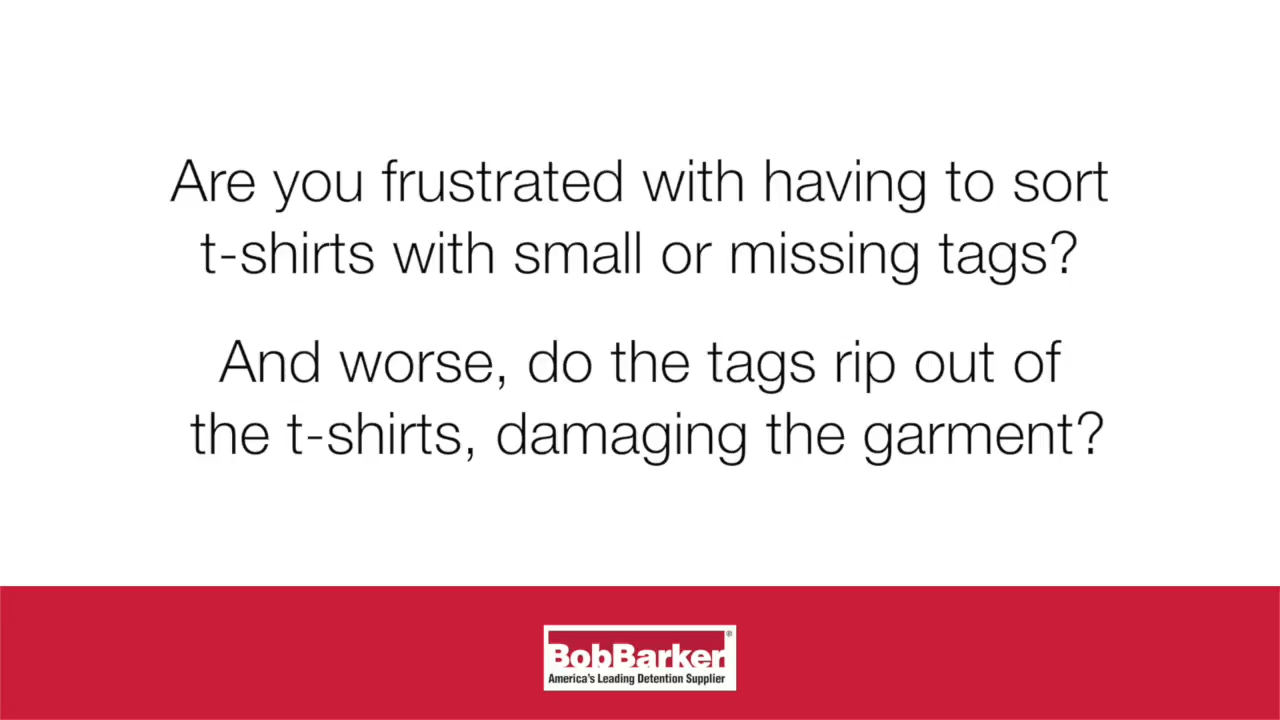 Are you frustrated with having to sort
t-shirts with small or missing tags?
And worse, do the tags rip out of
the t-shirts, damaging the garment?
BobBarker®
America's Leading Detention Supplier